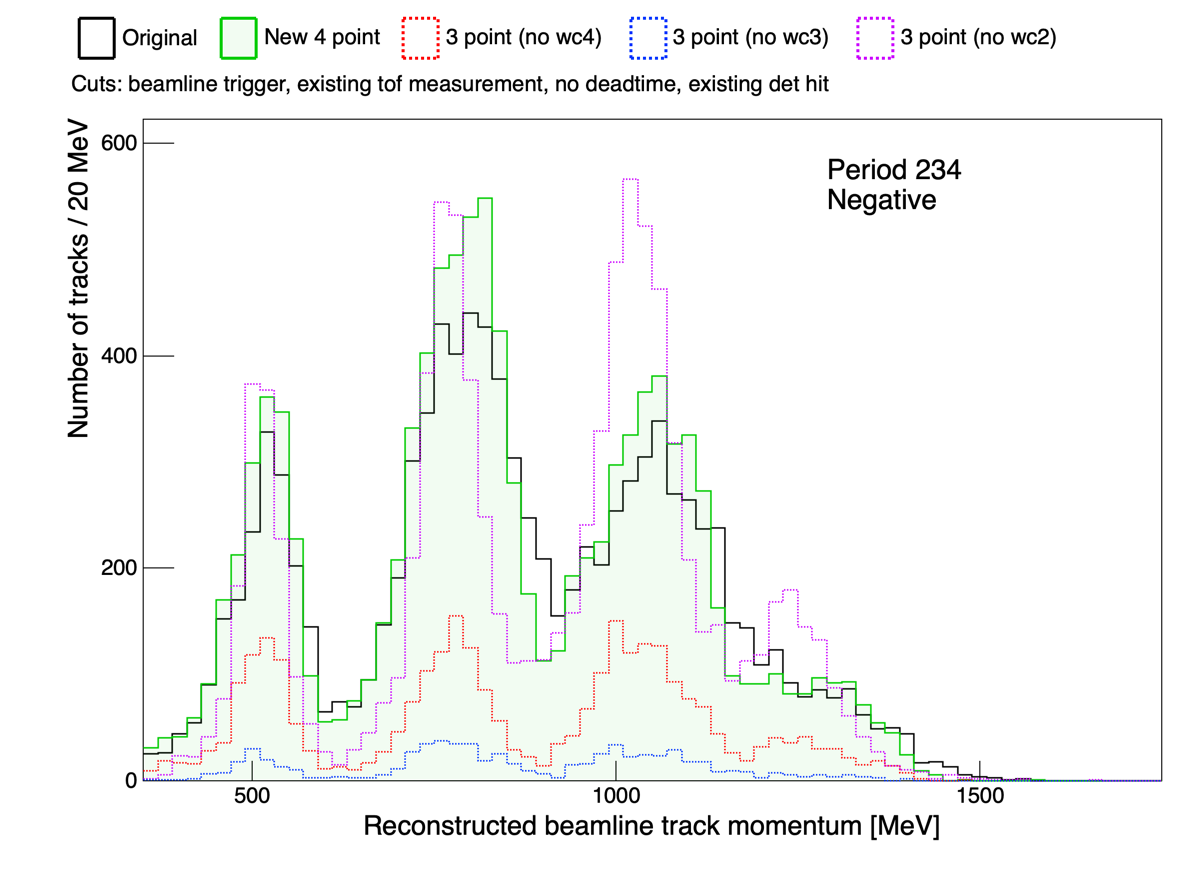 Original New 4 point 3 point (no wc4) 3 point (no wc3) 3 point (no wc2)
Cuts: beamline trigger, existing tof measurement, no deadtime, existing det hit
Number of tracks / 20 MeV
600
400
200
0
Period 234
Negative
500 1000 1500
Reconstructed beamline track momentum [MeV]